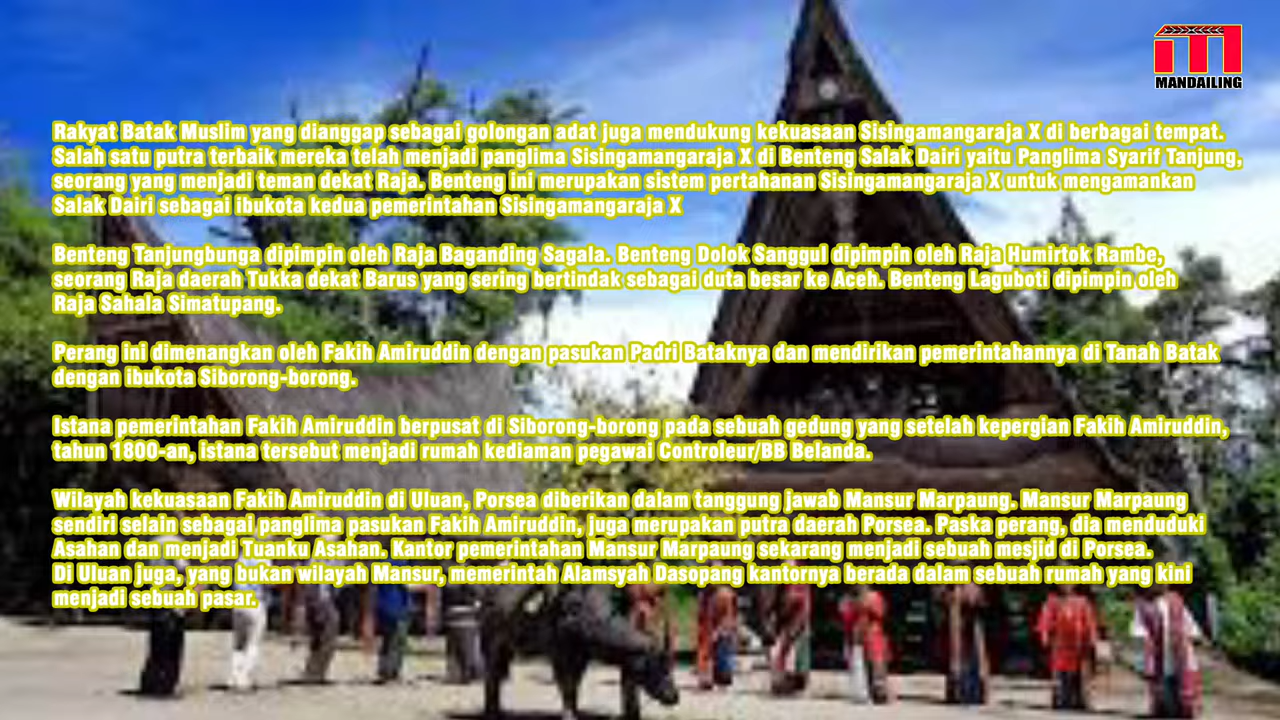 MANDAILING
Rakyat Batak Muslim yang dianggap sebagai golongan adat juga mendukung kekuasaan Sisingamangaraja X di berbagai tempat.
Salah satu putra terbaik mereka telah menjadi panglima Sisingamangaraja X di Benteng Salak Dairi yaitu Panglima Syarif Tanjung,
seorang yang menjadi teman dekat Raja. Benteng ini merupakan sistem pertahanan Sisingamangaraja X untuk mengamankan
Salak Dairi sebagai ibukota kedua pemerintahan Sisingamangaraja X
Benteng Tanjungbunga dipimpin oleh Raja Baganding Sagala. Benteng Dolok Sanggul dipimpin oleh Raja Humirtok Rambe,
seorang Raja daerah Tukka dekat Barus yang sering bertindak sebagai duta besar ke Aceh. Benteng Laguboti dipimpin oleh
Raja Sahala Simatupang.
Perang ini dimenangkan oleh Fakih Amiruddin dengan pasukan Padri Bataknya dan mendirikan pemerintahannya di Tanah Batak
dengan ibukota Siborong-borong.
Istana pemerintahan Fakih Amiruddin berpusat di Siborong-borong pada sebuah gedung yang setelah kepergian Fakih Amiruddin,
tahun 1800-an, istana tersebut menjadi rumah kediaman pegawai Controleur/BB Belanda.
Wilayah kekuasaan Fakih Amiruddin di Uluan, Porsea diberikan dalam tanggung jawab Mansur Marpaung. Mansur Marpaung
sendiri selain sebagai panglima pasukan Fakih Amiruddin, juga merupakan putra daerah Porsea. Paska perang, dia menduduki
Asahan dan menjadi Tuanku Asahan. Kantor pemerintahan Mansur Marpaung sekarang menjadi sebuah mesjid di Porsea.
Di Uluan juga, yang bukan wilayah Mansur, memerintah Alamsyah Dasopang kantornya berada dalam sebuah rumah yang kini
menjadi sebuah pasar.